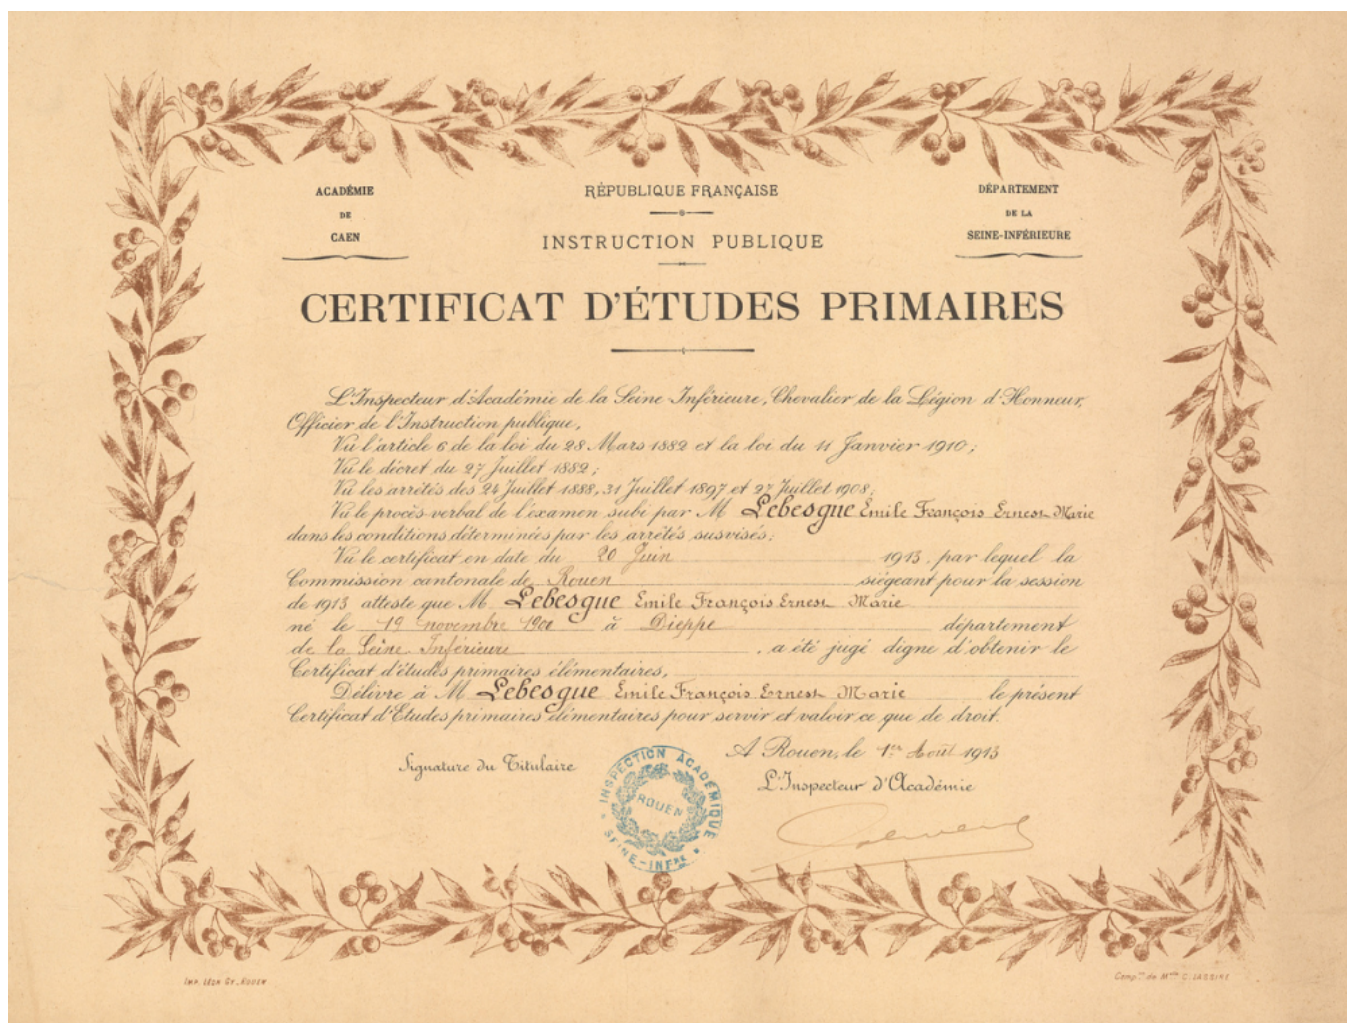 ACADÉMIE
DE
CAEN
RÉPUBLIQUE FRANÇAISE
INSTRUCTION PUBLIQUE
DÉPARTEMENT
DE LA
SEINE-INFÉRIEURE
CERTIFICAT D'ÉTUDES PRIMAIRES
L'Inspecteur d'Académie de la Seine Inférieure, Chevalier de la Légion d'Honneur,
Officier de l'Instruction publique,
Vu l'article 6 de la loi du 28 Mars 1882 et la loi du 11 Janvier 1910;
Vu le décret du 27 Juillet 1882;
Vu les arrêtés des 24 Juillet 1888, 31 Juillet 1897 et 27 Juillet 1908;
Vu le procès-verbal de l'examen subi par M Lebesgue Emile François Ernest Marie
dans les conditions déterminées par les arrêtés susvisés;
Vu le certificat en date du 20 Juin 1913, par lequel la
Commission cantonale de Rouen siégeant pour la session
de 1913 atteste que M. Lebesgue Emile François Ernest Marie
né le 19 novembre 1900 à Dieppe département
de la Seine Inférieure, a été jugé digne d'obtenir le
Certificat d'études primaires élémentaires,
Délivre à M Lebesgue Emile François Ernest Marie le présent
Certificat d'Etudes primaires élémentaires pour servir et valoir ce que de droit.
A Rouen, le 1er Août 1913
Signature du Titulaire
L'Inspecteur d'Académie
INSPECTION ACADÉMIQUE
ROUEN
SEINE-INFRE
IMP. LÉON GY, ROUEN